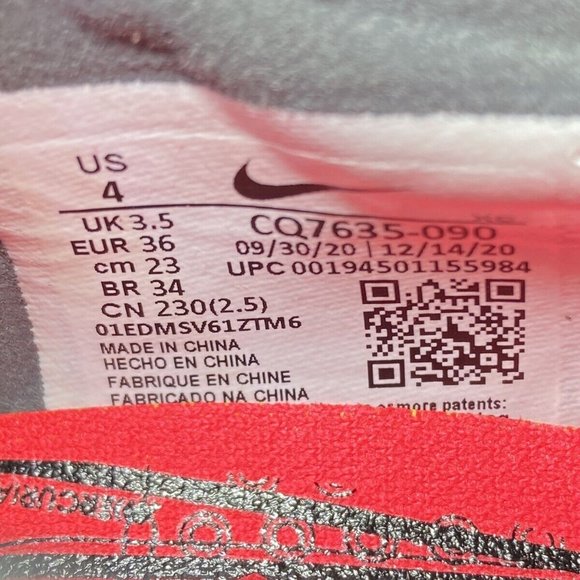 US
4
UK 3.5
EUR 36
cm 23
BR 34
CN 230(2.5)
01EDMSV61ZTM6
MADE IN CHINA
HECHO EN CHINA
FABRIQUE EN CHINE
FABRICADO NA CHINA
CQ7635-090
09/30/20 | 12/14/20
UPC 00194501155984
more patents: